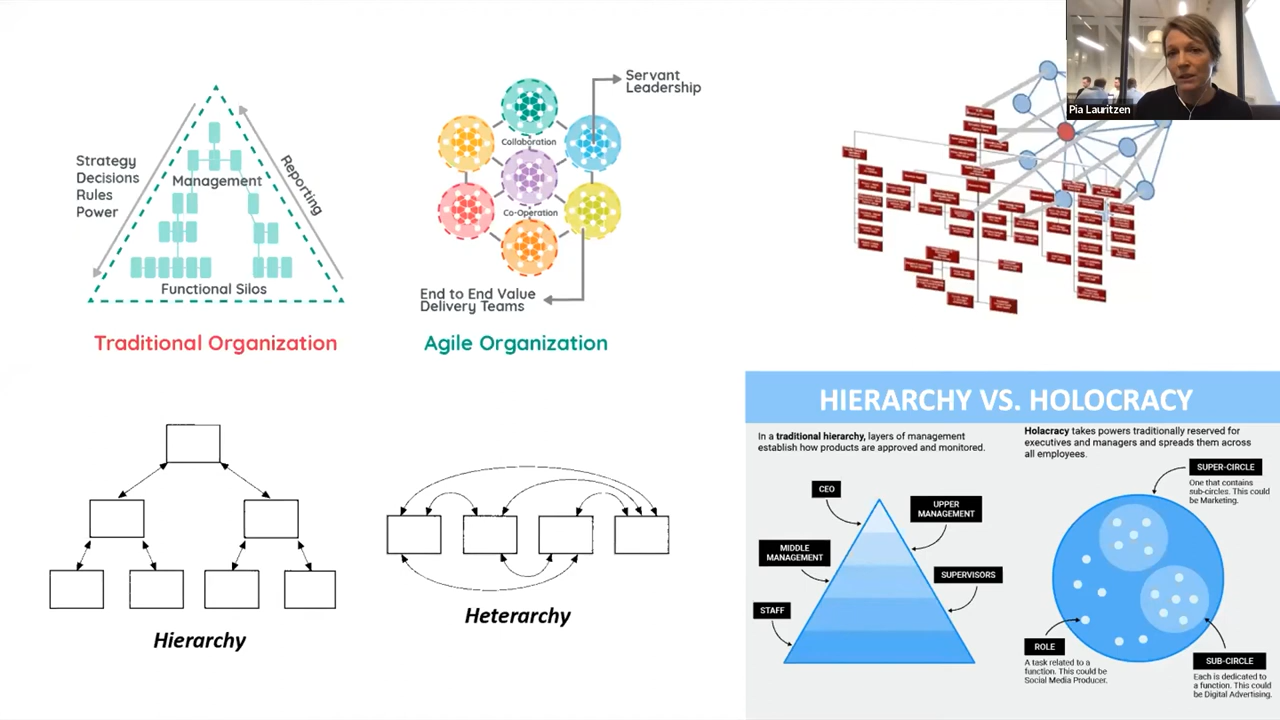 Pia Lauritzen
Strategy
Decisions
Rules
Power
Management
Reporting
Functional Silos
Traditional Organization
Servant
Leadership
Collaboration
Co-Operation
End to End Value
Delivery Teams
Agile Organization
Hierarchy
Heterarchy
HIERARCHY VS. HOLOCRACY
In a traditional hierarchy, layers of management
establish how products are approved and monitored.
CEO
UPPER
MANAGEMENT
MIDDLE
MANAGEMENT
SUPERVISORS
STAFF
Holacracy takes powers traditionally reserved for
executives and managers and spreads them across
all employees.
SUPER-CIRCLE
One that contains
sub-circles. This could
be Marketing.
ROLE
A task related to a
function. This could be
Social Media Producer.
SUB-CIRCLE
Each is dedicated to
a function. This could
be Digital Advertising.